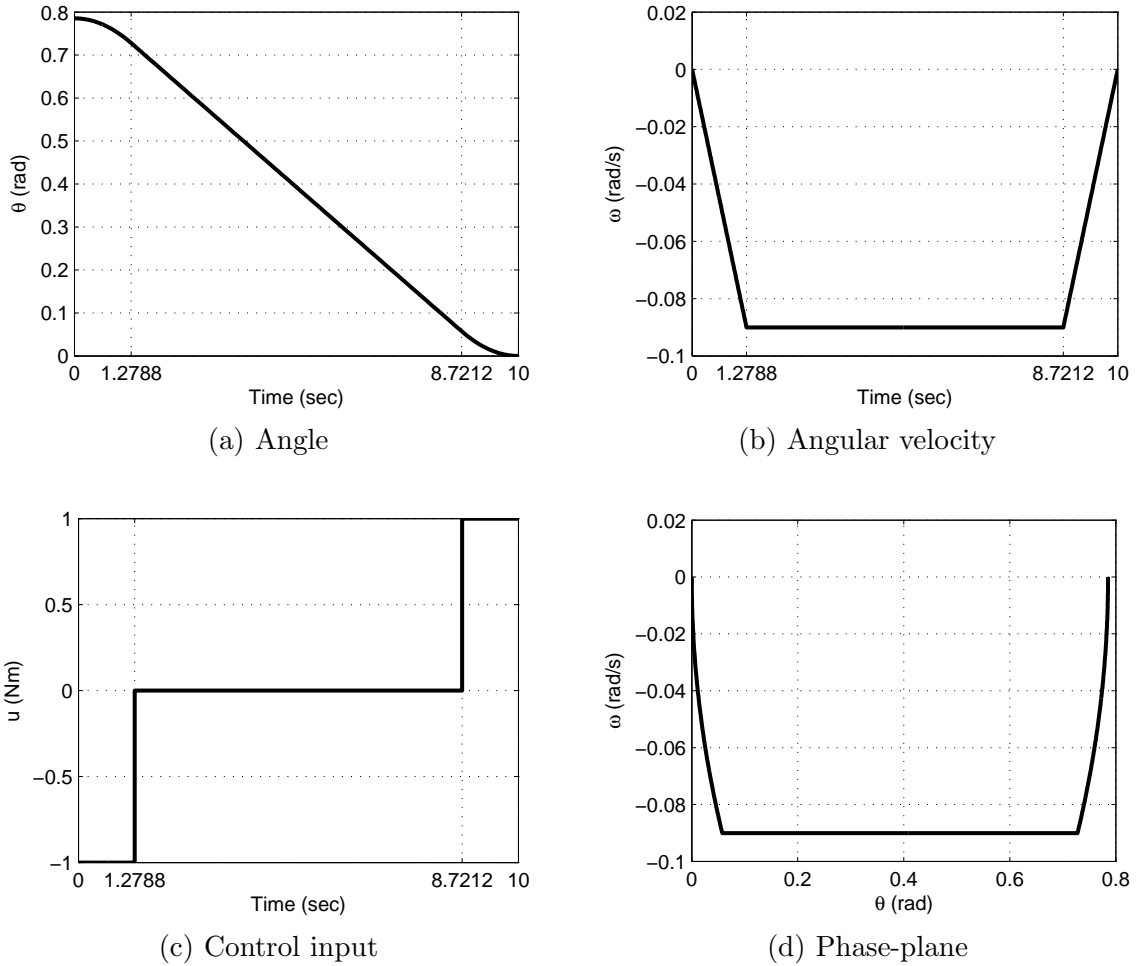 0.8
0.7
0.6
0.5
0.4
0.3
0.2
0.1
0
θ (rad)
0 1.2788 8.7212 10
Time (sec)
(a) Angle
0.02
0
−0.02
−0.04
−0.06
−0.08
−0.1
ω (rad/s)
0 1.2788 8.7212 10
Time (sec)
(b) Angular velocity
1
0.5
0
−0.5
−1
u (Nm)
0 1.2788 8.7212 10
Time (sec)
(c) Control input
0.02
0
−0.02
−0.04
−0.06
−0.08
−0.1
ω (rad/s)
0 0.2 0.4 0.6 0.8
θ (rad)
(d) Phase-plane